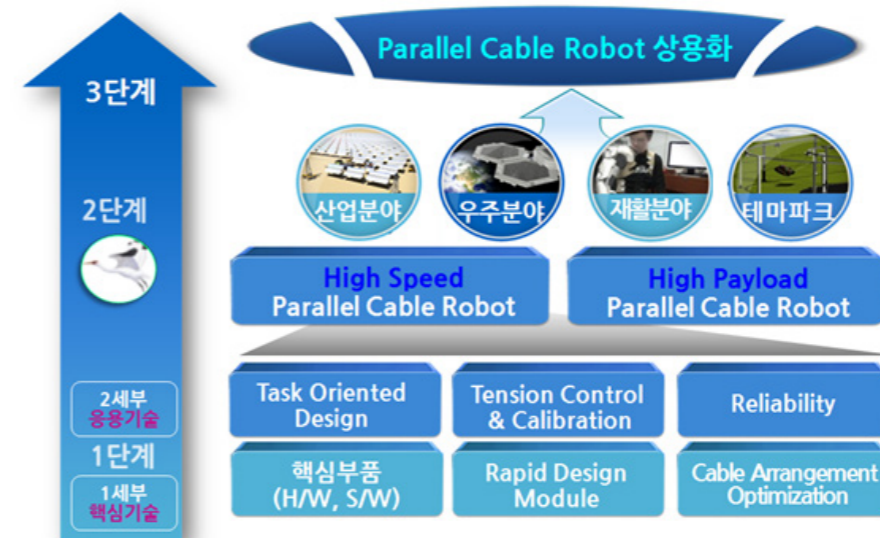 3단계
2단계
2세부
응용기술
1단계
1세부
핵심기술
Parallel Cable Robot 상용화
산업분야
우주분야
재활분야
테마파크
High Speed
Parallel Cable Robot
High Payload
Parallel Cable Robot
Task Oriented
Design
Tension Control
& Calibration
Reliability
핵심부품
(H/W, S/W)
Rapid Design
Module
Cable Arrangement
Optimization